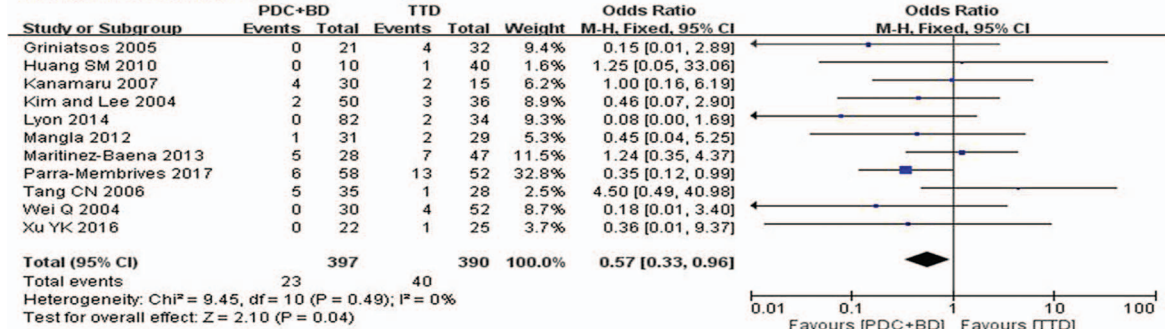 PDC+BD TTD Odds Ratio Odds Ratio
Study or Subgroup Events Total Events Total Weight M-H, Fixed, 95% CI M-H, Fixed, 95% CI
Griniatsos 2005 0 21 4 32 9.4% 0.15 [0.01, 2.89]
Huang SM 2010 0 10 1 40 1.6% 1.25 [0.05, 33.06]
Kanamaru 2007 4 30 2 15 6.2% 1.00 [0.16, 6.19]
Kim and Lee 2004 2 50 3 36 8.9% 0.46 [0.07, 2.90]
Lyon 2014 0 82 2 34 9.3% 0.08 [0.00, 1.69]
Mangla 2012 1 31 2 29 5.3% 0.45 [0.04, 5.25]
Maritinez-Baena 2013 5 28 7 47 11.5% 1.24 [0.35, 4.37]
Parra-Membrives 2017 6 58 13 52 32.8% 0.35 [0.12, 0.99]
Tang CN 2006 5 35 1 28 2.5% 4.50 [0.49, 40.98]
Wei Q 2004 0 30 4 52 8.7% 0.18 [0.01, 3.40]
Xu YK 2016 0 22 1 25 3.7% 0.36 [0.01, 9.37]
Total (95% CI) 397 390 100.0% 0.57 [0.33, 0.96]
Total events 23 40
Heterogeneity: Chi² = 9.45, df = 10 (P = 0.49); I² = 0%
Test for overall effect: Z = 2.10 (P = 0.04)
0.01 0.1 1 10 100
Favours [PDC+BD] Favours [TTD]